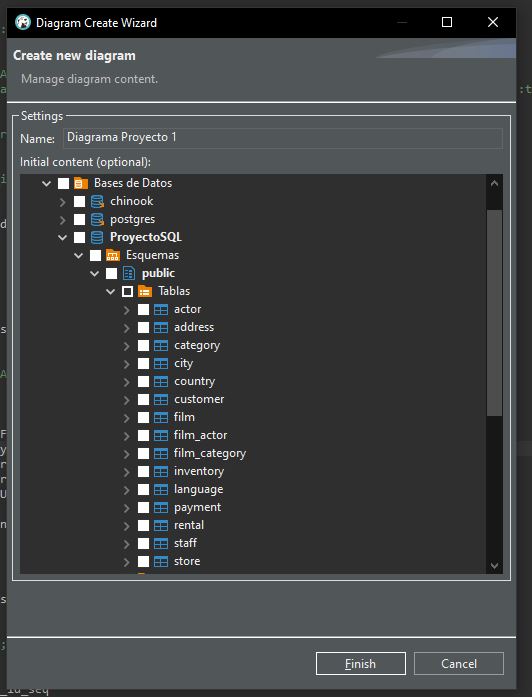 Diagram Create Wizard
Create new diagram
Manage diagram content.
Settings
Name: Diagrama Proyecto 1
Initial content (optional):
Bases de Datos
chinook
postgres
ProyectoSQL
Esquemas
public
Tablas
actor
address
category
city
country
customer
film
film_actor
film_category
inventory
language
payment
rental
staff
store
Finish
Cancel